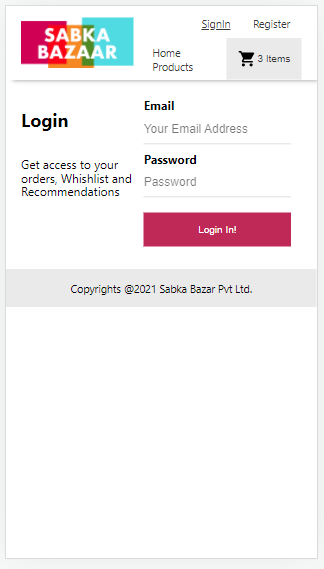 SABKA
BAZAAR
SignIn
Register
Home
Products
3 Items
Login
Get access to your
orders, Whishlist and
Recommendations
Email
Your Email Address
Password
Password
Login In!
Copyrights @2021 Sabka Bazar Pvt Ltd.